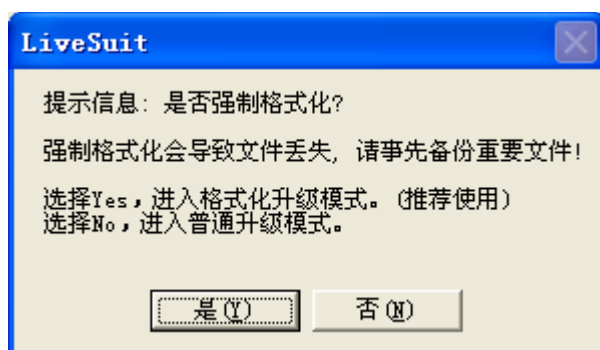 LiveSuit
提示信息: 是否强制格式化?
强制格式化会导致文件丢失, 请事先备份重要文件!
选择Yes,进入格式化升级模式。(推荐使用)
选择No,进入普通升级模式。
是(Y) 否(N)